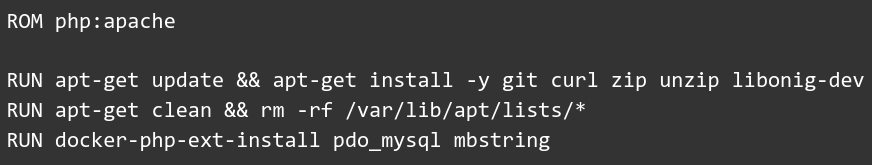 ROM php:apache
RUN apt-get update && apt-get install -y git curl zip unzip libonig-dev
RUN apt-get clean && rm -rf /var/lib/apt/lists/*
RUN docker-php-ext-install pdo_mysql mbstring